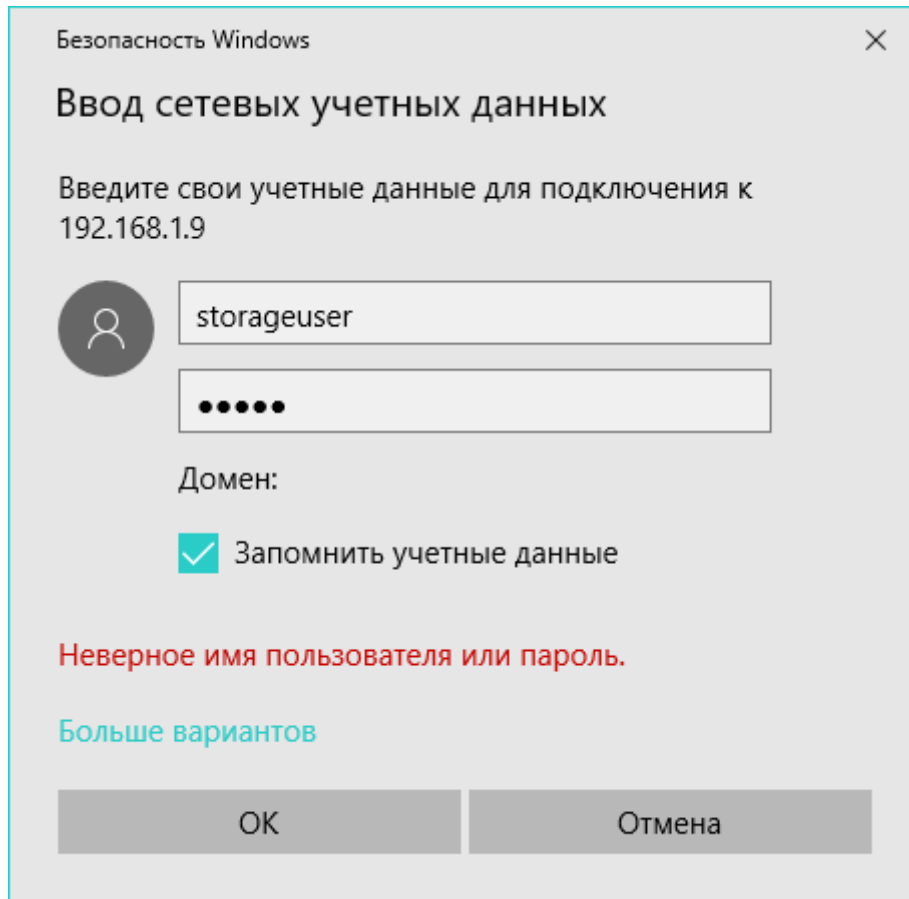 Безопасность Windows
Ввод сетевых учетных данных
Введите свои учетные данные для подключения к
192.168.1.9
storageuser
•••••
Домен:
Запомнить учетные данные
Неверное имя пользователя или пароль.
Больше вариантов
ОК
Отмена